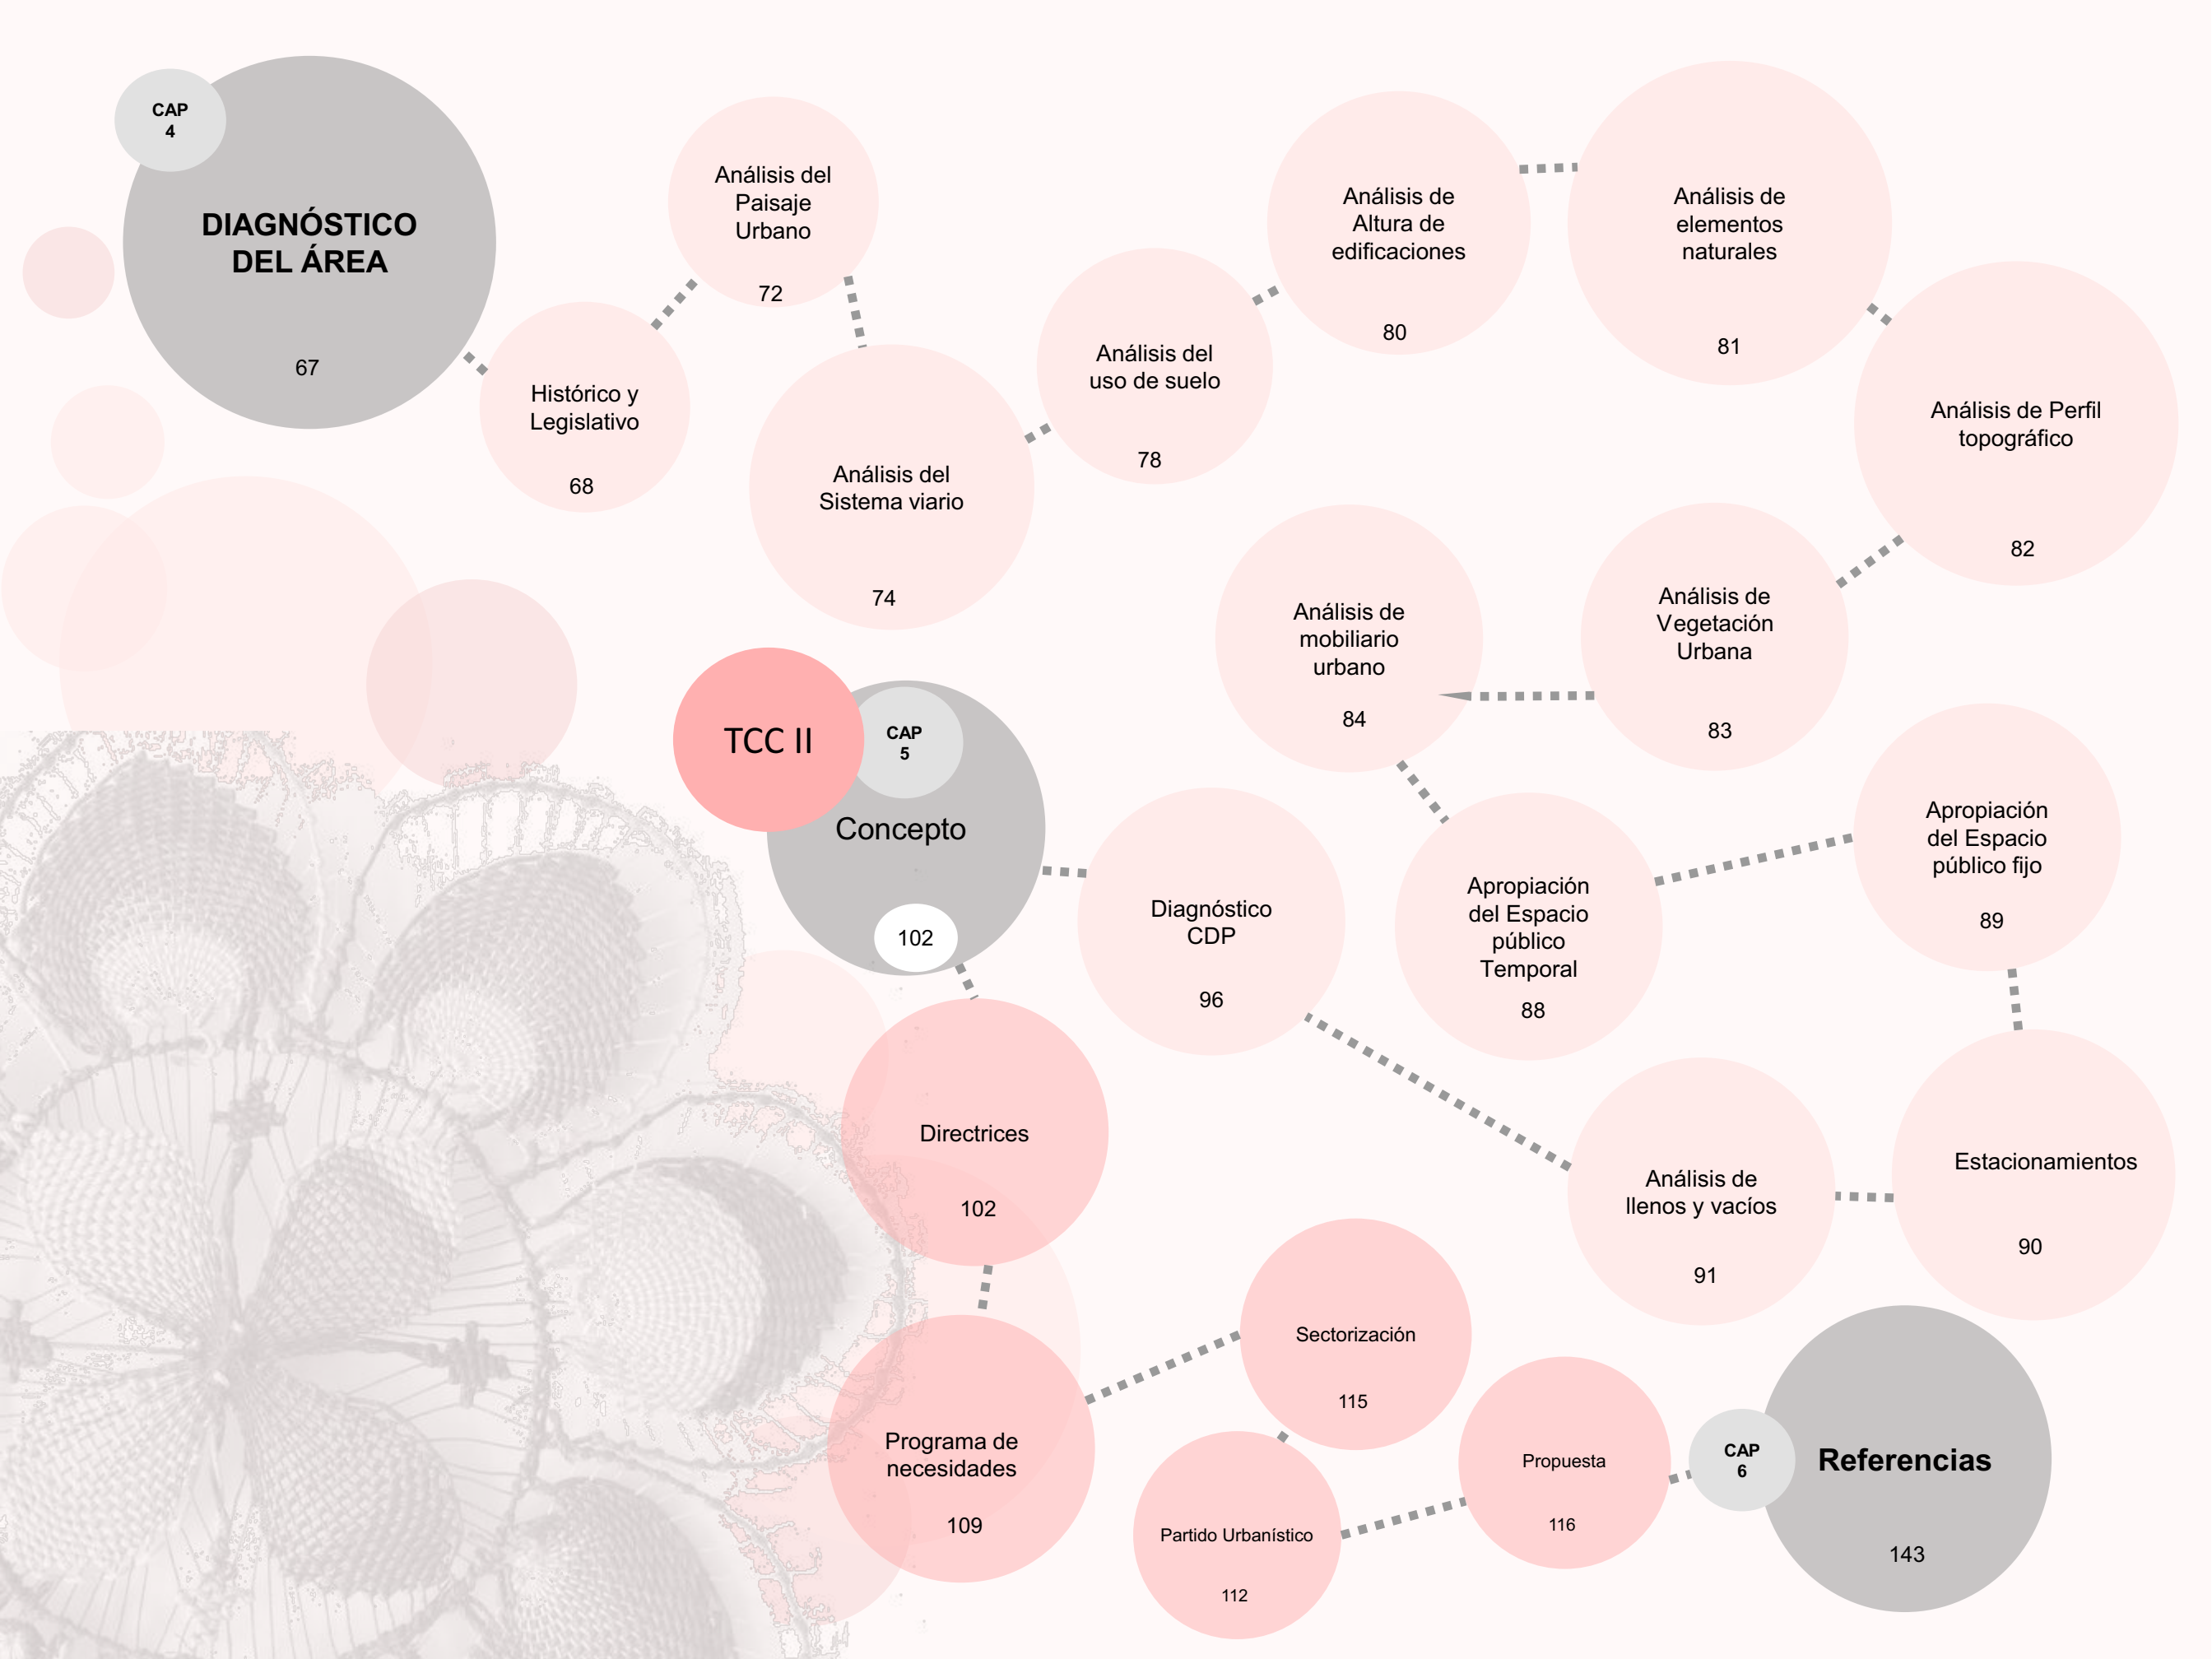 CAP
4
DIAGNÓSTICO
DEL ÁREA
67
Histórico y
Legislativo
68
Análisis del
Paisaje
Urbano
72
Análisis del
Sistema viario
74
Análisis del
uso de suelo
78
Análisis de
Altura de
edificaciones
80
Análisis de
elementos
naturales
81
Análisis de Perfil
topográfico
82
Análisis de
Vegetación
Urbana
83
Análisis de
mobiliario
urbano
84
Apropiación
del Espacio
público
Temporal
88
Apropiación
del Espacio
público fijo
89
Estacionamientos
90
Análisis de
llenos y vacíos
91
Diagnóstico
CDP
96
TCC II
CAP
5
Concepto
102
Directrices
102
Programa de
necesidades
109
Sectorización
115
Partido Urbanístico
112
Propuesta
116
CAP
6
Referencias
143